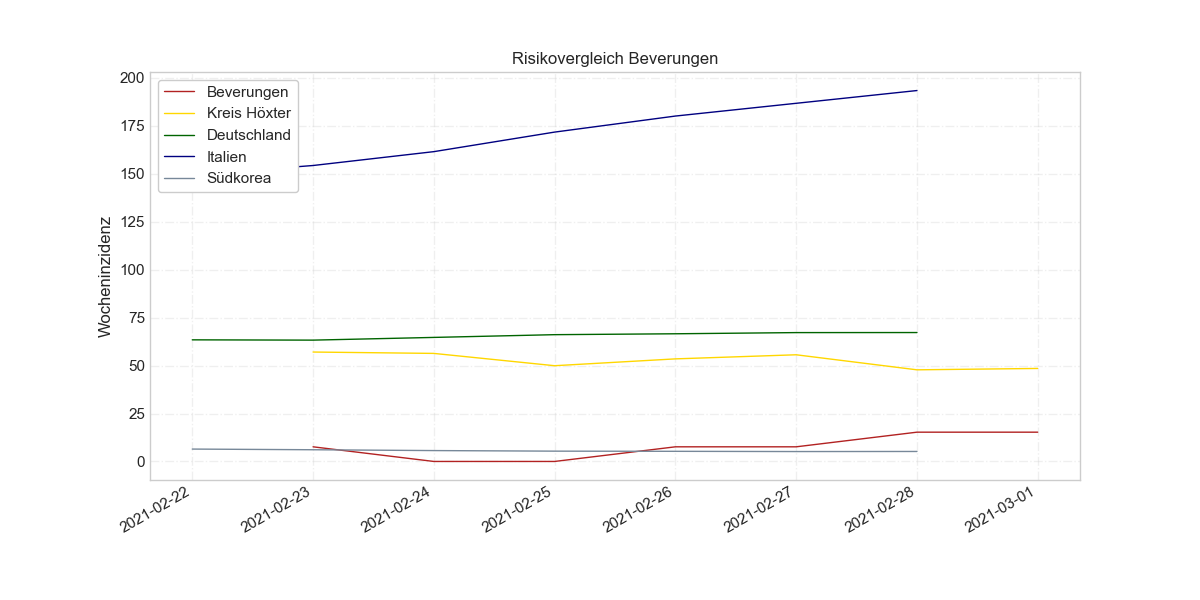 Risikovergleich Beverungen
Wocheninzidenz
200
175
150
125
100
75
50
25
0
Beverungen
Kreis Höxter
Deutschland
Italien
Südkorea
2021-02-22
2021-02-23
2021-02-24
2021-02-25
2021-02-26
2021-02-27
2021-02-28
2021-03-01